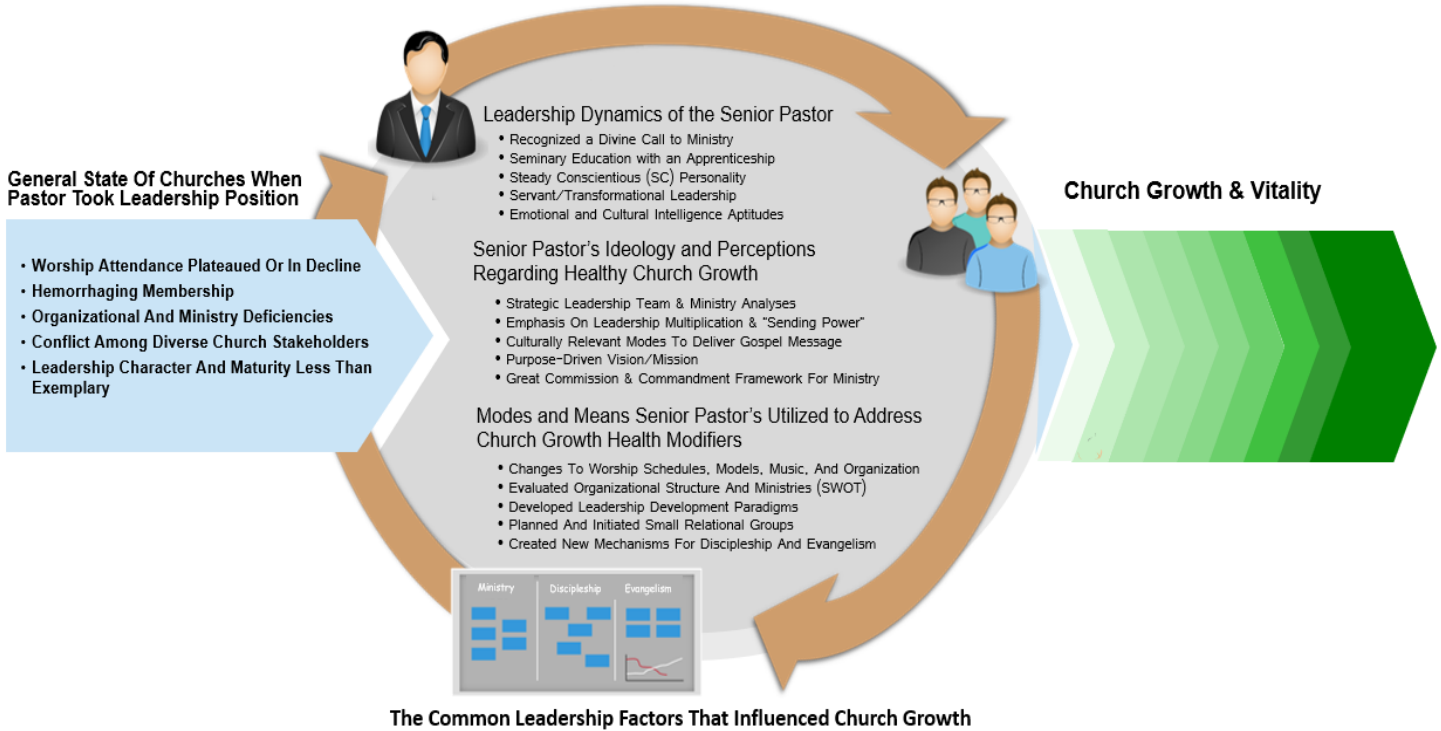 General State Of Churches When
Pastor Took Leadership Position
• Worship Attendance Plateaued Or In Decline
• Hemorrhaging Membership
• Organizational And Ministry Deficiencies
• Conflict Among Diverse Church Stakeholders
• Leadership Character And Maturity Less Than
Exemplary
Leadership Dynamics of the Senior Pastor
• Recognized a Divine Call to Ministry
• Seminary Education with an Apprenticeship
• Steady Conscientious (SC) Personality
• Servant/Transformational Leadership
• Emotional and Cultural Intelligence Aptitudes
Senior Pastor's Ideology and Perceptions
Regarding Healthy Church Growth
• Strategic Leadership Team & Ministry Analyses
• Emphasis On Leadership Multiplication & "Sending Power"
• Culturally Relevant Modes To Deliver Gospel Message
• Purpose-Driven Vision/Mission
• Great Commission & Commandment Framework For Ministry
Modes and Means Senior Pastor's Utilized to Address
Church Growth Health Modifiers
• Changes To Worship Schedules, Models, Music, And Organization
• Evaluated Organizational Structure And Ministries (SWOT)
• Developed Leadership Development Paradigms
• Planned And Initiated Small Relational Groups
• Created New Mechanisms For Discipleship And Evangelism
Ministry
Discipleship
Evangelism
Church Growth & Vitality
The Common Leadership Factors That Influenced Church Growth